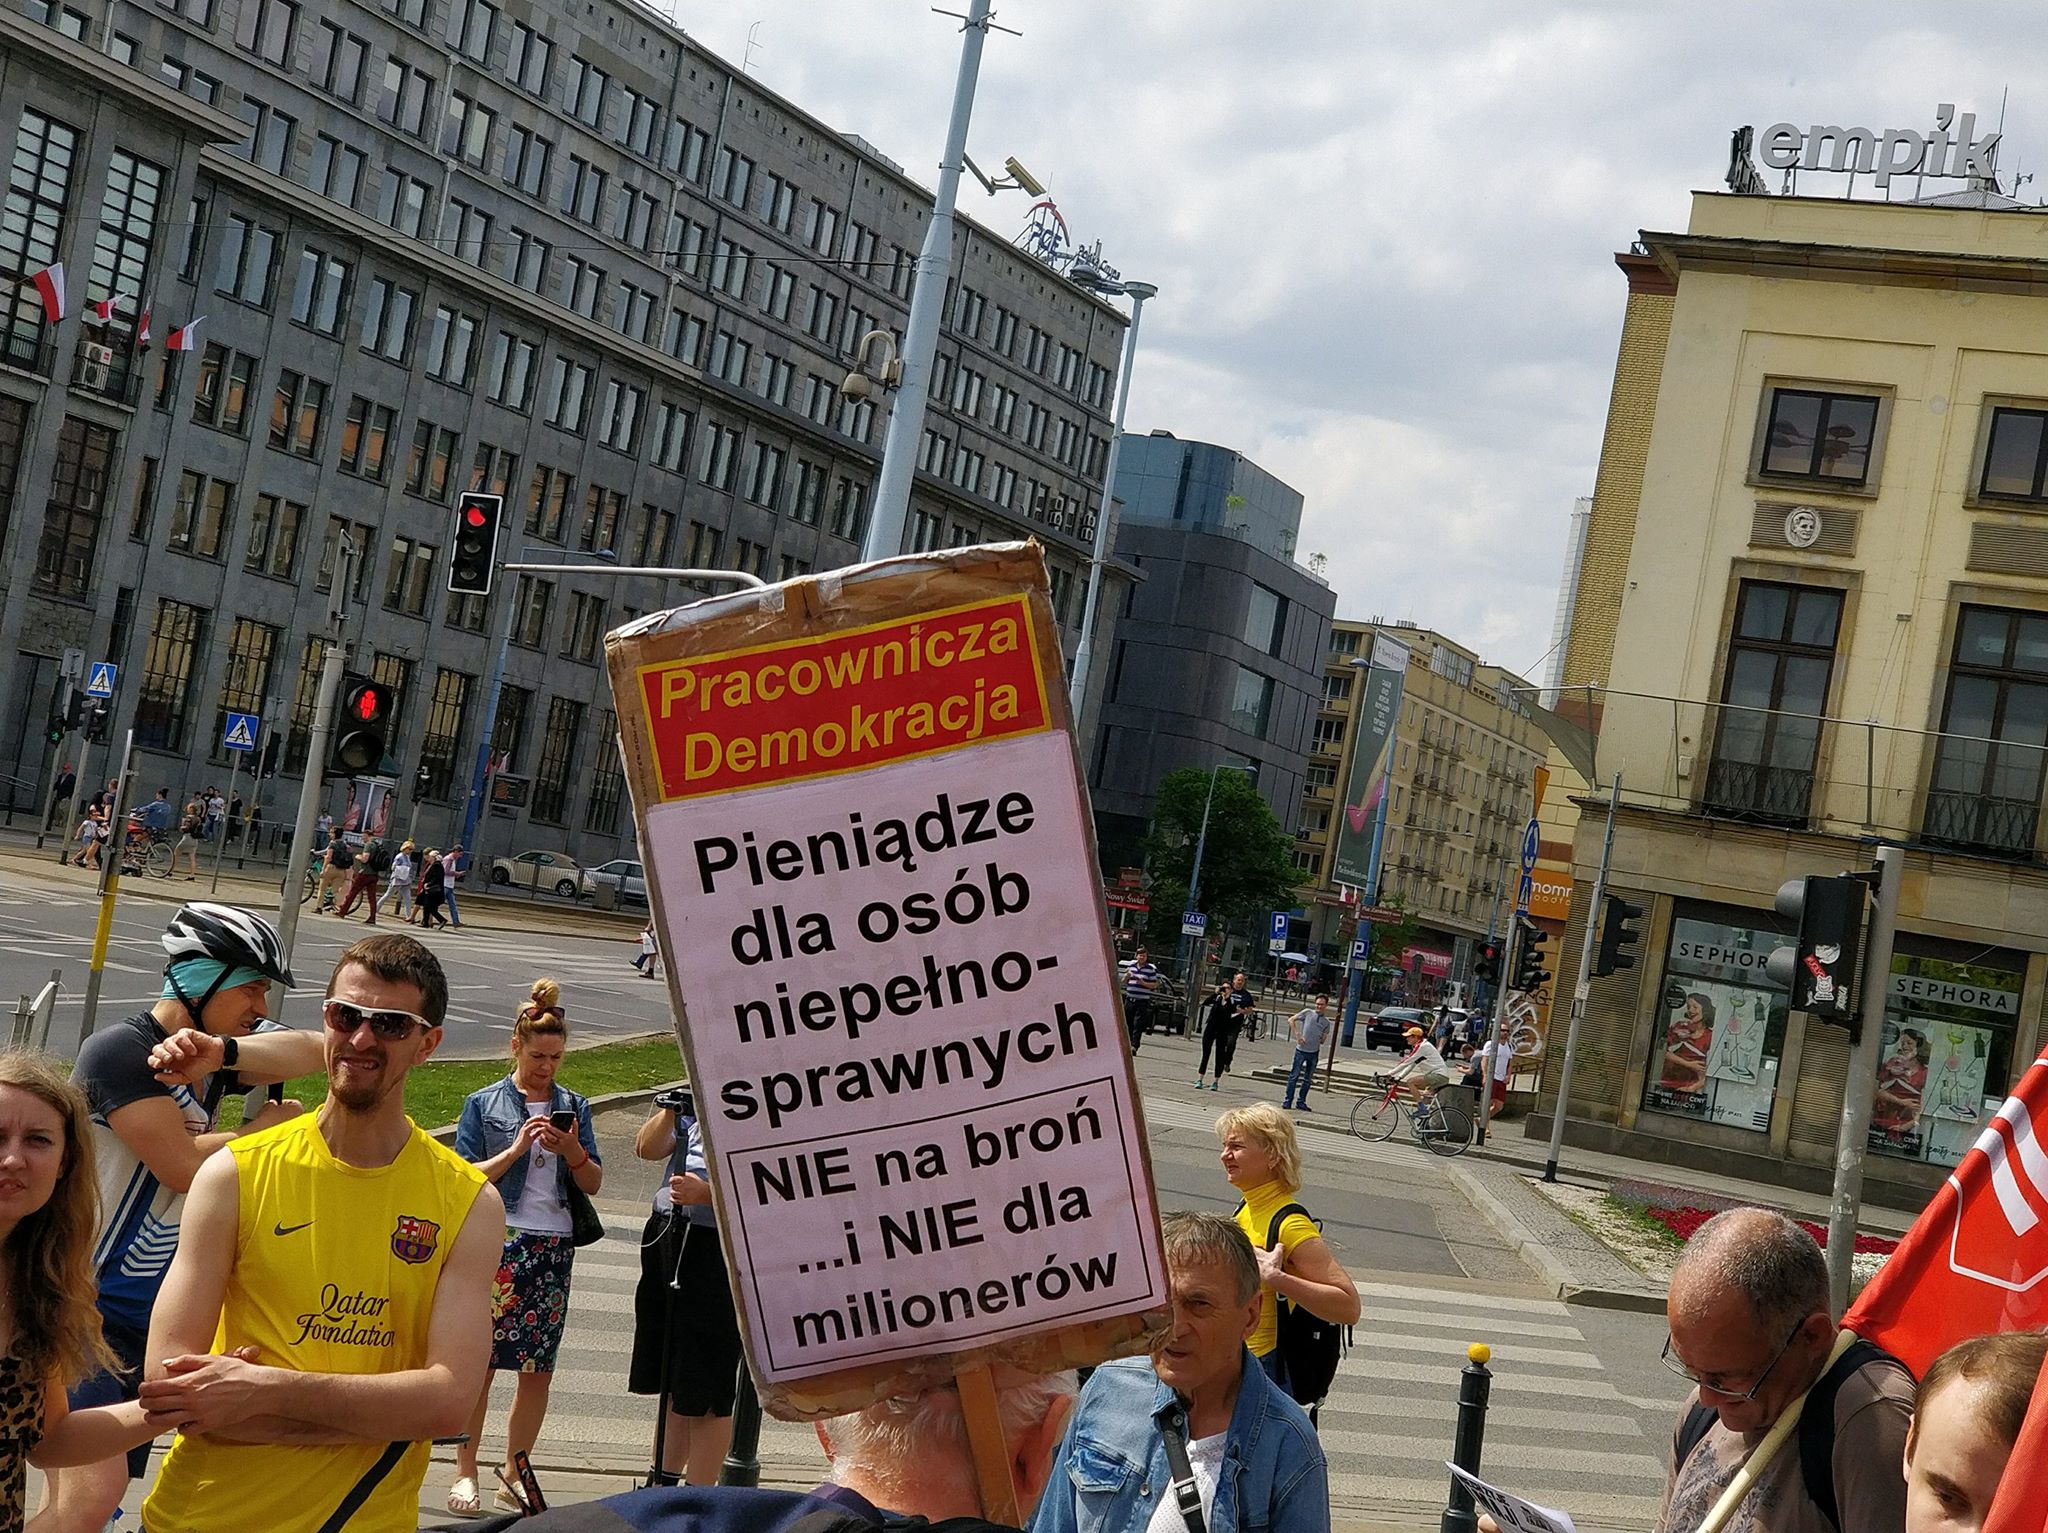 empik
PGE
Pracownicza
Demokracja
Pieniądze
dla osób
niepełno-
sprawnych
NIE na broń
...i NIE dla
milionerów
Nowy Świat
TAXI
P
P
SEPHORA
SEPHORA
Qatar
Foundation